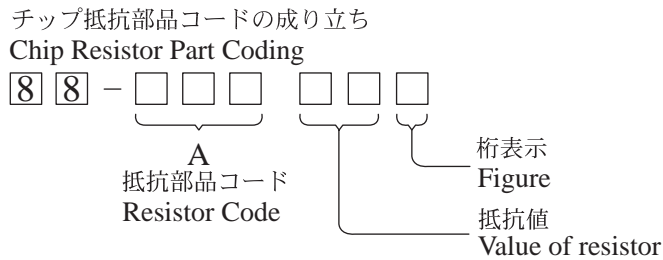 チップ抵抗部品コードの成り立ち
Chip Resistor Part Coding
8 8 – □ □ □ □ □ □
A
抵抗部品コード
Resistor Code
桁表示
Figure
抵抗値
Value of resistor